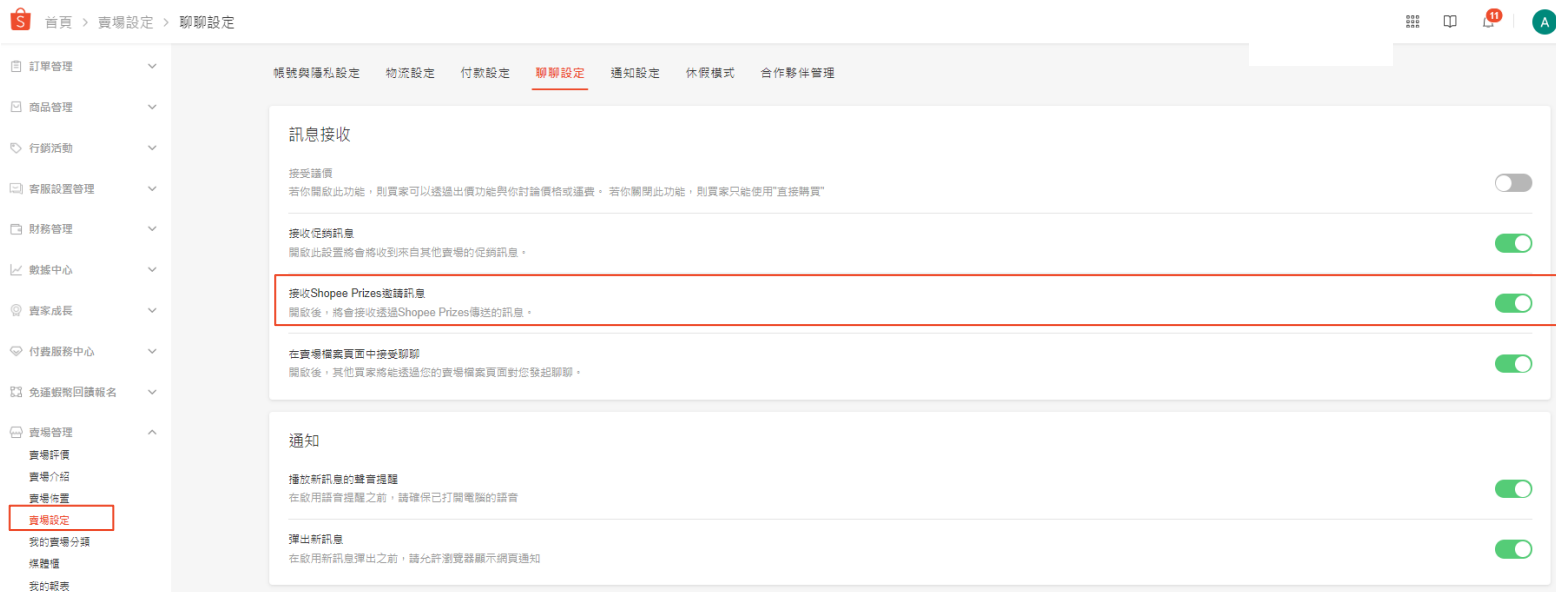 首頁 > 賣場設定 > 聊聊設定
11
A
訂單管理
商品管理
行銷活動
客服設置管理
財務管理
數據中心
賣家成長
付費服務中心
免運蝦幣回饋報名
賣場管理
賣場評價
賣場介紹
賣場佈置
賣場設定
我的賣場分類
媒體櫃
我的報表
帳號與隱私設定 物流設定 付款設定 聊聊設定 通知設定 休假模式 合作夥伴管理
訊息接收
接受議價
若你開啟此功能，則買家可以透過出價功能與你討論價格或運費。 若你關閉此功能，則買家只能使用"直接購買"
接收促銷訊息
開啟此設置將會將收到來自其他賣場的促銷訊息。
接收Shopee Prizes邀請訊息
開啟後，將會接收透過Shopee Prizes傳送的訊息。
在賣場檔案頁面中接受聊聊
開啟後，其他買家將能透過您的賣場檔案頁面對您發起聊聊。
通知
播放新訊息的聲音提醒
在啟用語音提醒之前，請確保已打開電腦的語音
彈出新訊息
在啟用新訊息彈出之前，請允許瀏覽器顯示網頁通知